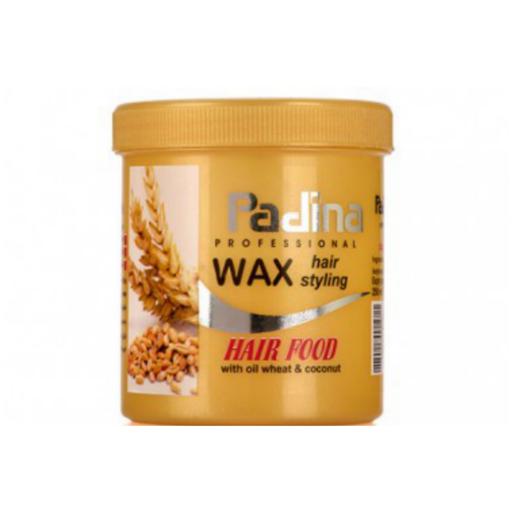 Padina
PROFESSIONAL
WAX hair
styling
HAIR FOOD
with oil wheat & coconut